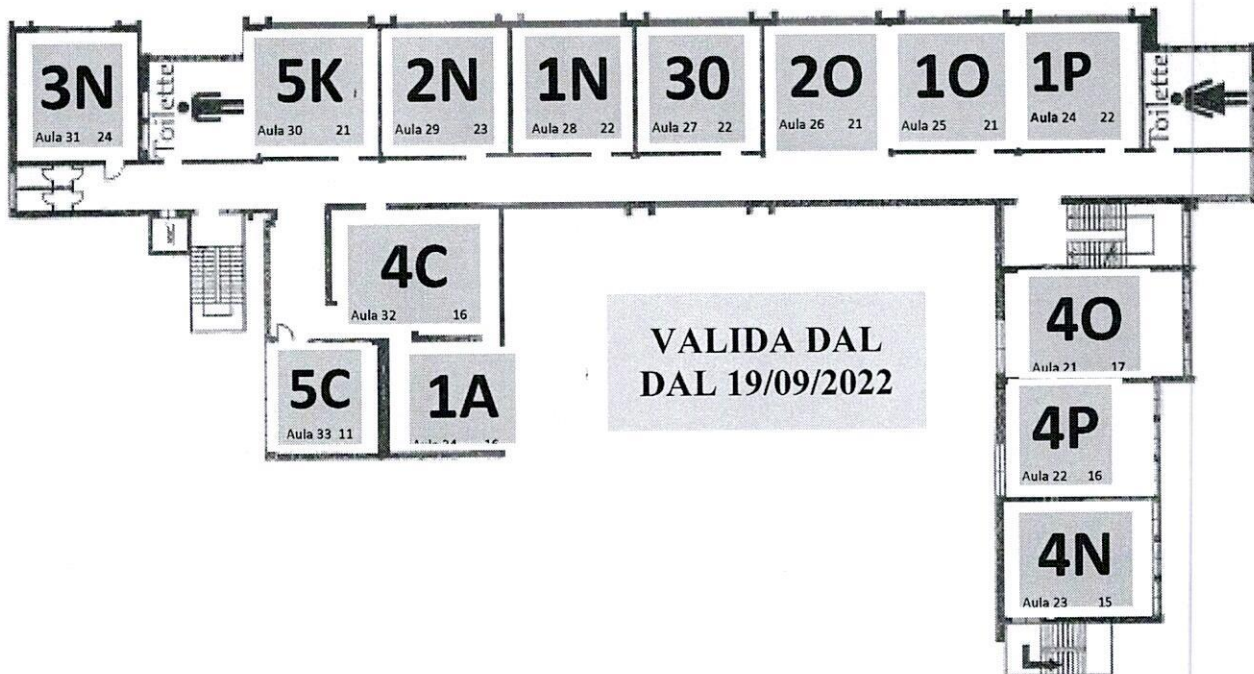 3N
Aula 31 24
Toilette
5K
Aula 30 21
2N
Aula 29 23
1N
Aula 28 22
30
Aula 27 22
2O
Aula 26 21
1O
Aula 25 21
1P
Aula 24 22
Toilette
4C
Aula 32 16
5C
Aula 33 11
1A
Aula 34 16
VALIDA DAL
DAL 19/09/2022
4O
Aula 21 17
4P
Aula 22 16
4N
Aula 23 15